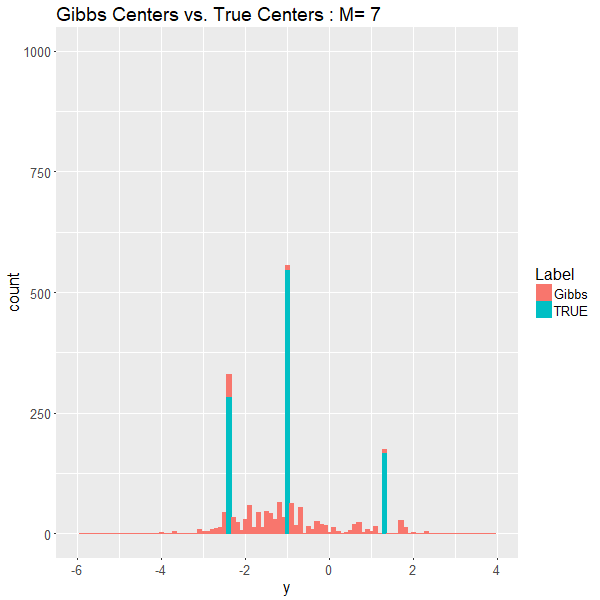 Gibbs Centers vs. True Centers : M= 7
1000
750
500
250
0
count
-6 -4 -2 0 2 4
y
Label
Gibbs
TRUE